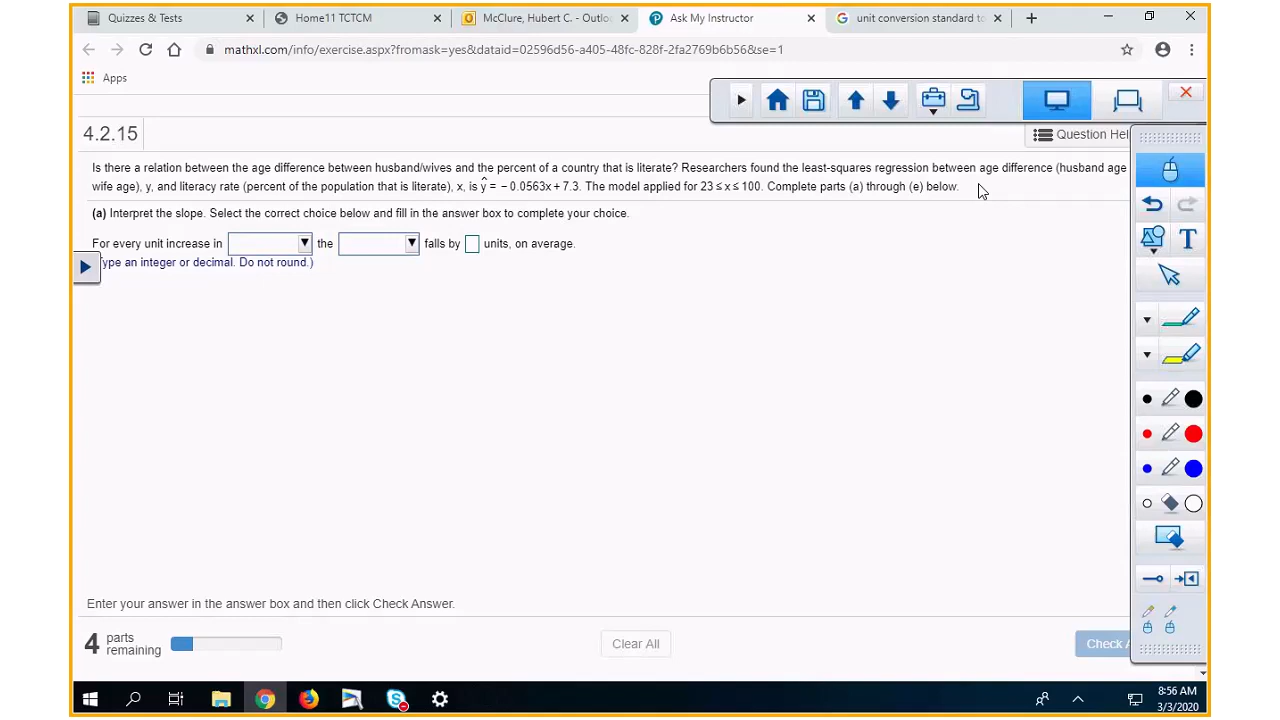 Quizzes & Tests
Home11 TCTCM
McClure, Hubert C. - Outlo
Ask My Instructor
unit conversion standard to
mathxl.com/info/exercise.aspx?fromask=yes&dataid=02596d56-a405-48fc-828f-2fa2769b6b56&se=1
Apps
4.2.15
Question Hel
Is there a relation between the age difference between husband/wives and the percent of a country that is literate? Researchers found the least-squares regression between age difference (husband age
wife age), y, and literacy rate (percent of the population that is literate), x, is ŷ = − 0.0563x + 7.3. The model applied for 23 ≤ x ≤ 100. Complete parts (a) through (e) below.
(a) Interpret the slope. Select the correct choice below and fill in the answer box to complete your choice.
For every unit increase in the falls by units, on average.
ype an integer or decimal. Do not round.)
Enter your answer in the answer box and then click Check Answer.
4 parts remaining
Clear All
Check A
T
8:56 AM
3/3/2020